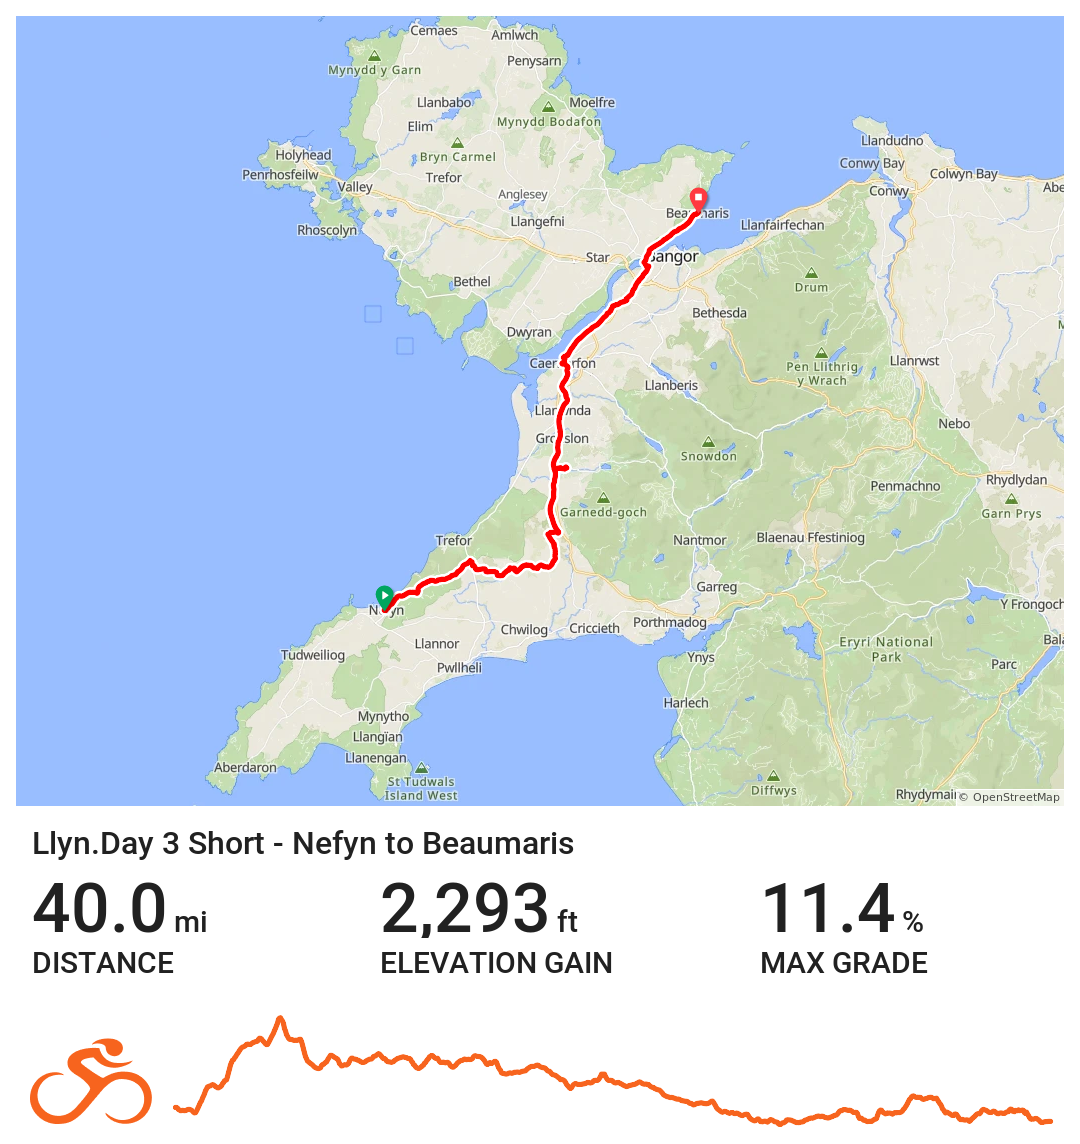 Cemaes
Amlwch
Penysarn
Mynydd y Garn
Llanbabo
Moelfre
Mynydd Bodafon
Elim
Llandudno
Holyhead
Bryn Carmel
Conwy Bay
Penrhosfeilw
Trefor
Colwyn Bay
Valley
Anglesey
Conwy
Abe
Beaumaris
Llangefni
Llanfairfechan
Rhoscolyn
Star
Bangor
Bethel
Drum
Bethesda
Dwyran
M
Caernarfon
Pen Llithrig
y Wrach
Llanrwst
Llanberis
Llanwnda
Nebo
Groeslon
Snowdon
Rhydlydan
Penmachno
Garnedd-goch
Garn Prys
Trefor
Nantmor
Blaenau Ffestiniog
Garreg
Nefyn
Y Frongoch
Chwilog
Criccieth
Porthmadog
Llannor
Eryri National
Park
Bala
Tudweiliog
Ynys
Pwllheli
Parc
Harlech
Mynytho
Llangïan
Llanengan
Aberdaron
St Tudwals
Island West
Diffwys
Rhydymain
© OpenStreetMap
Llyn.Day 3 Short - Nefyn to Beaumaris
40.0 mi
2,293 ft
11.4 %
DISTANCE
ELEVATION GAIN
MAX GRADE